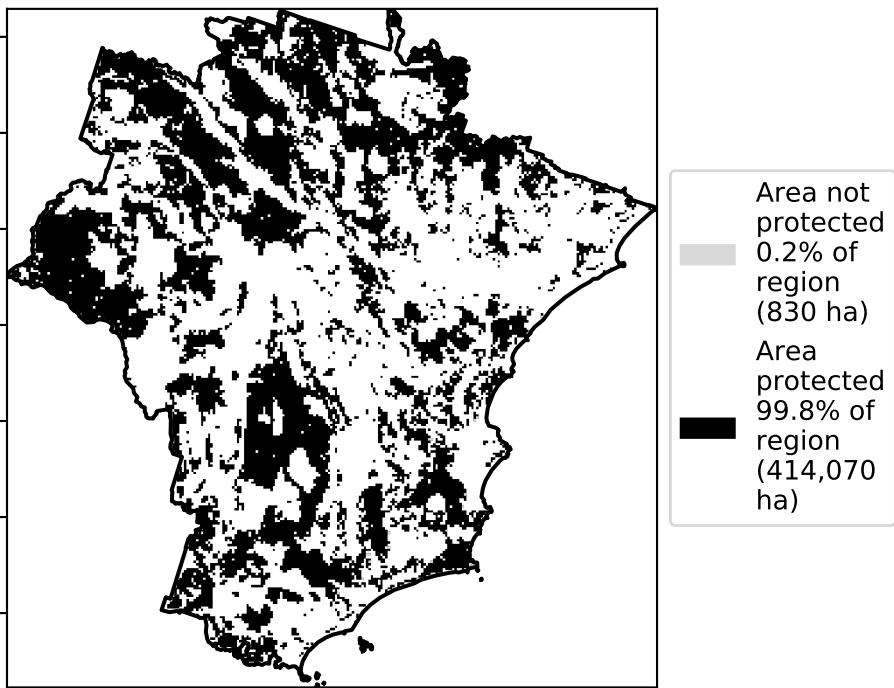 Area not
protected
0.2% of
region
(830 ha)
Area
protected
99.8% of
region
(414,070
ha)